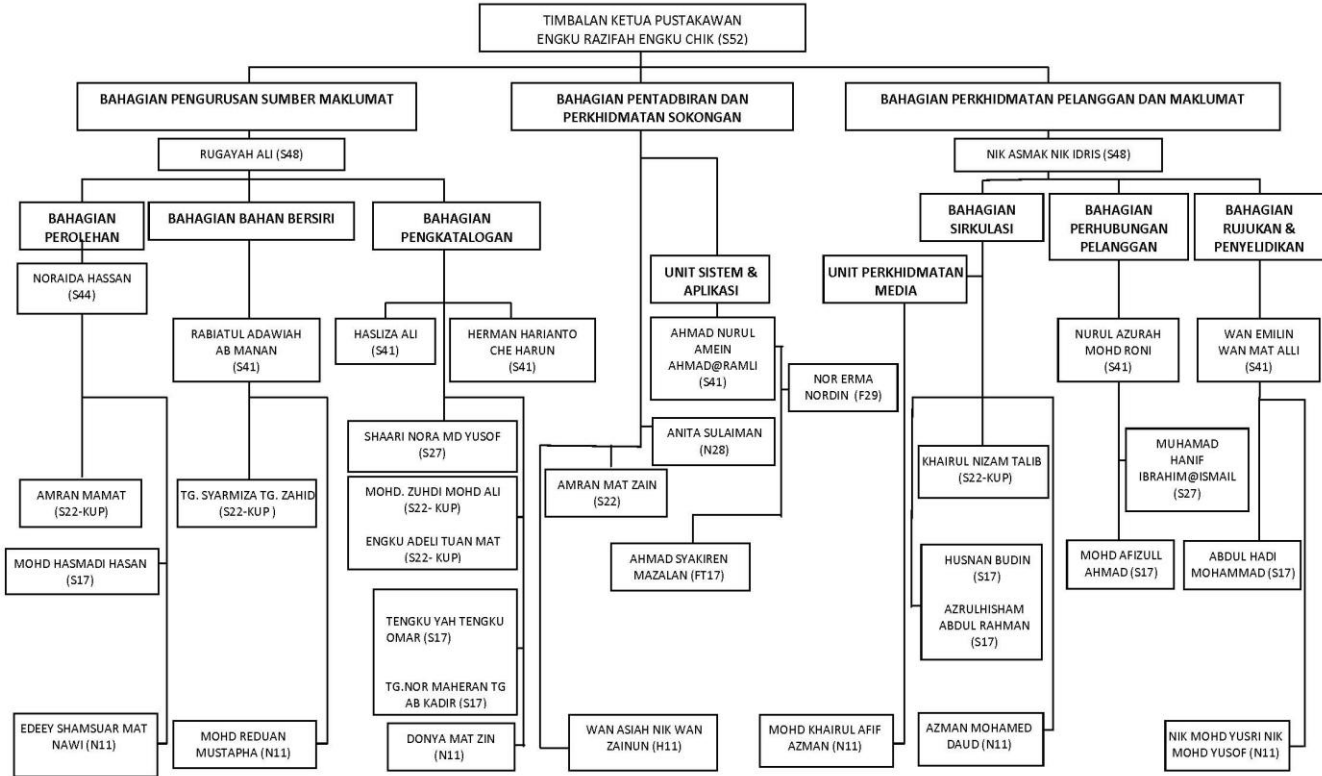 TIMBALAN KETUA PUSTAKAWAN
ENGKU RAZIFAH ENGKU CHIK (S52)
BAHAGIAN PENGURUSAN SUMBER MAKLUMAT
BAHAGIAN PENTADBIRAN DAN
PERKHIDMATAN SOKONGAN
BAHAGIAN PERKHIDMATAN PELANGGAN DAN MAKLUMAT
RUGAYAH ALI (S48)
NIK ASMAK NIK IDRIS (S48)
BAHAGIAN
PEROLEHAN
BAHAGIAN BAHAN BERSIRI
BAHAGIAN
PENGKATALOGAN
BAHAGIAN
SIRKULASI
BAHAGIAN
PERHUBUNGAN
PELANGGAN
BAHAGIAN
RUJUKAN &
PENYELIDIKAN
NORAIDA HASSAN
(S44)
UNIT SISTEM &
APLIKASI
UNIT PERKHIDMATAN
MEDIA
RABIATUL ADAWIAH
AB MANAN
(S41)
HASLIZA ALI
(S41)
HERMAN HARIANTO
CHE HARUN
(S41)
AHMAD NURUL
AMEIN
AHMAD@RAMLI
(S41)
NOR ERMA
NORDIN (F29)
NURUL AZURAH
MOHD RONI
(S41)
WAN EMILIN
WAN MAT ALLI
(S41)
SHAARI NORA MD YUSOF
(S27)
ANITA SULAIMAN
(N28)
AMRAN MAT ZAIN
(S22)
KHAIRUL NIZAM TALIB
(S22-KUP)
MUHAMAD
HANIF
IBRAHIM@ISMAIL
(S27)
AMRAN MAMAT
(S22-KUP)
TG. SYARMIZA TG. ZAHID
(S22-KUP )
MOHD. ZUHDI MOHD ALI
(S22- KUP)
ENGKU ADELI TUAN MAT
(S22- KUP)
MOHD HASMADI HASAN
(S17)
AHMAD SYAKIREN
MAZALAN (FT17)
HUSNAN BUDIN
(S17)
AZRULHISHAM
ABDUL RAHMAN
(S17)
MOHD AFIZULL
AHMAD (S17)
ABDUL HADI
MOHAMMAD (S17)
TENGKU YAH TENGKU
OMAR (S17)
TG.NOR MAHERAN TG
AB KADIR (S17)
EDEEY SHAMSUAR MAT
NAWI (N11)
MOHD REDUAN
MUSTAPHA (N11)
DONYA MAT ZIN
(N11)
WAN ASIAH NIK WAN
ZAINUN (H11)
MOHD KHAIRUL AFIF
AZMAN (N11)
AZMAN MOHAMED
DAUD (N11)
NIK MOHD YUSRI NIK
MOHD YUSOF (N11)